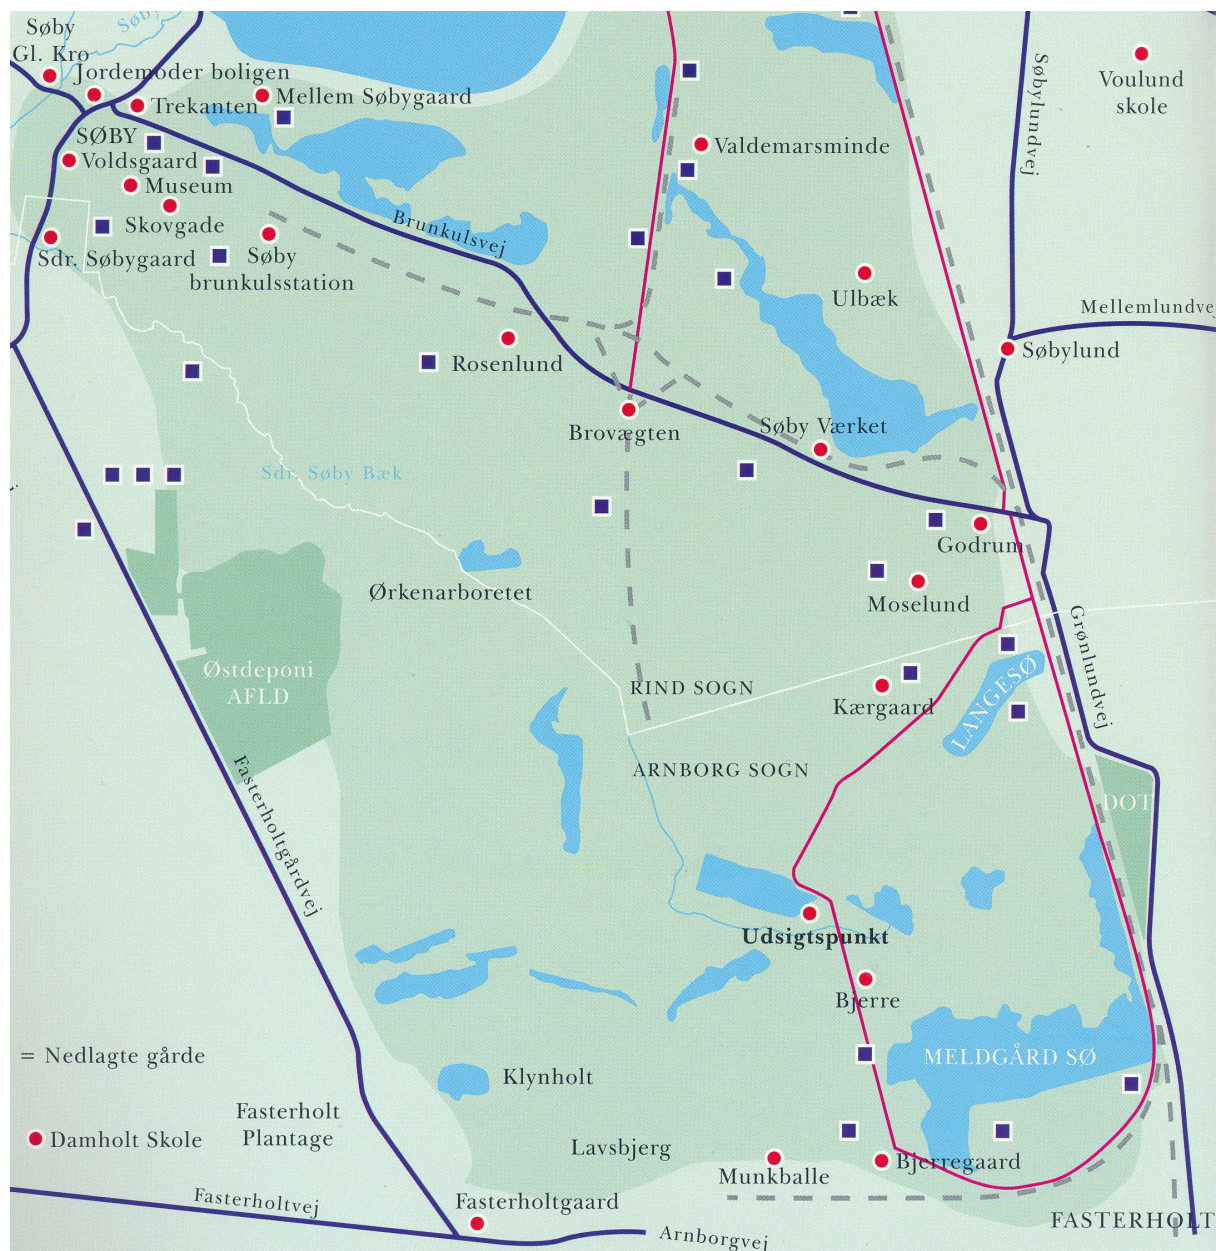 Søby
Gl. Kro
Søby
Jordemoder boligen
Trekanten
Mellem Søbygaard
SØBY
Voldsgaard
Museum
Skovgade
Sdr. Søbygaard
Søby
brunkulsstation
Brunkulsvej
Valdemarsminde
Søbylundvej
Voulund
skole
Ulbæk
Mellemlundvej
Søbylund
Rosenlund
Brovægten
Søby Værket
Sdr. Søby Bæk
Godrum
Ørkenarboretet
Moselund
Grønlundvej
Østdeponi
AFLD
RIND SOGN
Kærgaard
LANGESØ
ARNBORG SOGN
DOT
Fasterholtgårdvej
Udsigtspunkt
Bjerre
MELDGÅRD SØ
= Nedlagte gårde
Klynholt
Fasterholt
Plantage
Damholt Skole
Lavsbjerg
Munkballe
Bjerregaard
Fasterholtvej
Fasterholtgaard
Arnborgvej
FASTERHOLT